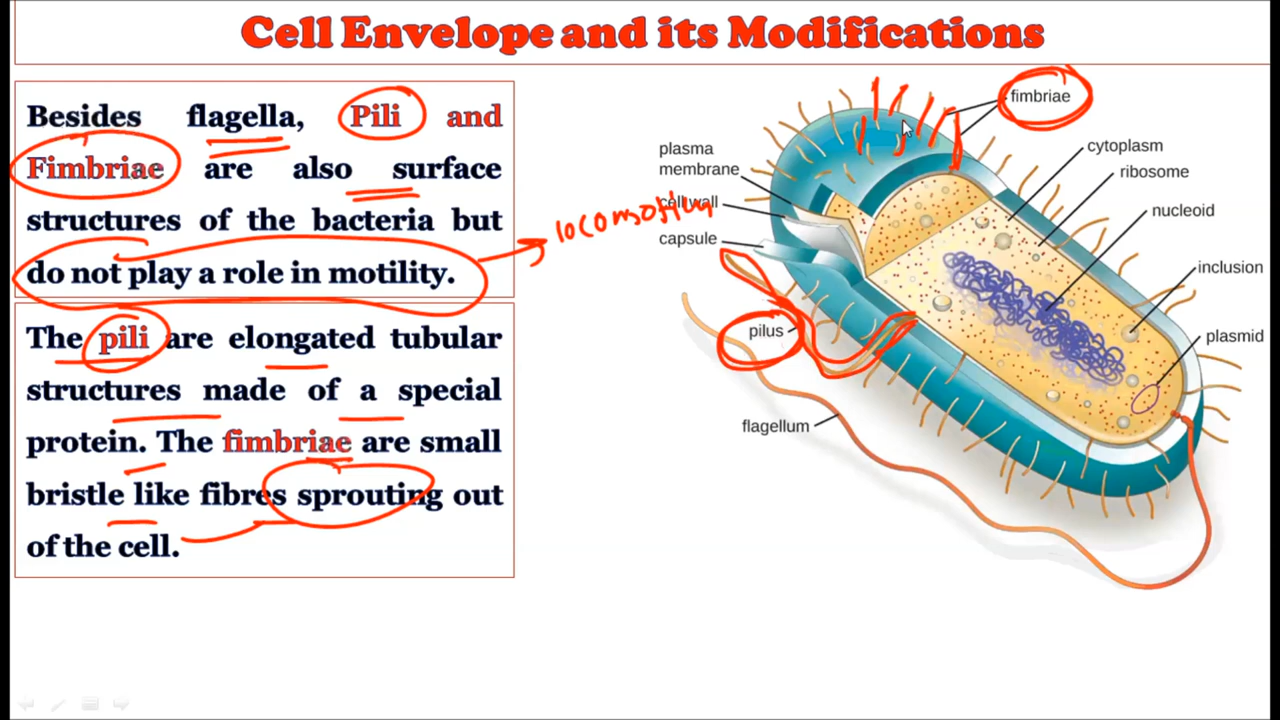 Cell Envelope and its Modifications
Besides flagella, Pili and
Fimbriae are also surface
structures of the bacteria but
do not play a role in motility.
locomotion
The pili are elongated tubular
structures made of a special
protein. The fimbriae are small
bristle like fibres sprouting out
of the cell.
fimbriae
cytoplasm
ribosome
nucleoid
inclusion
plasmid
plasma
membrane
cell wall
capsule
pilus
flagellum